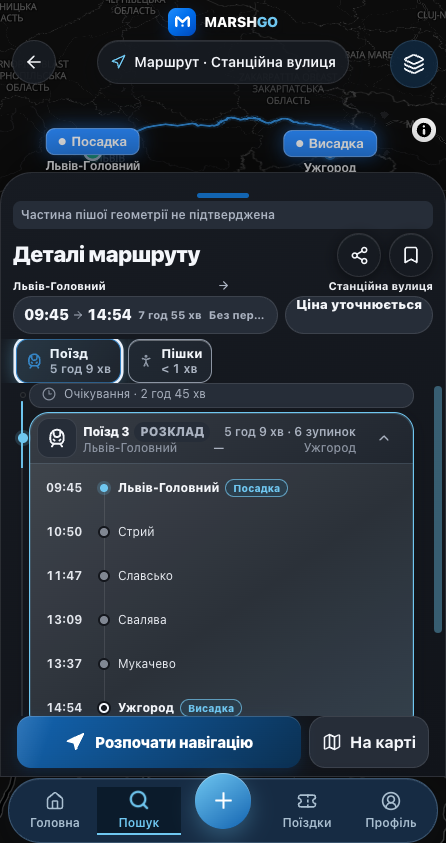 MARSHGO
Маршрут · Станційна вулиця
ЗАКАРПАТСЬКА
ОБЛАСТЬ
Посадка
Висадка
Львів-Головний
Ужгород
Частина пішої геометрії не підтверджена
Деталі маршруту
Львів-Головний → Станційна вулиця
09:45 → 14:54 7 год 55 хв Без пер...
Ціна уточнюється
Поїзд
5 год 9 хв
Пішки
< 1 хв
Очікування · 2 год 45 хв
Поїзд 3 РОЗКЛАД 5 год 9 хв · 6 зупинок
Львів-Головний — Ужгород
09:45 Львів-Головний Посадка
10:50 Стрий
11:47 Славсько
13:09 Свалява
13:37 Мукачево
14:54 Ужгород Висадка
Розпочати навігацію
На карті
Головна
Пошук
Поїздки
Профіль